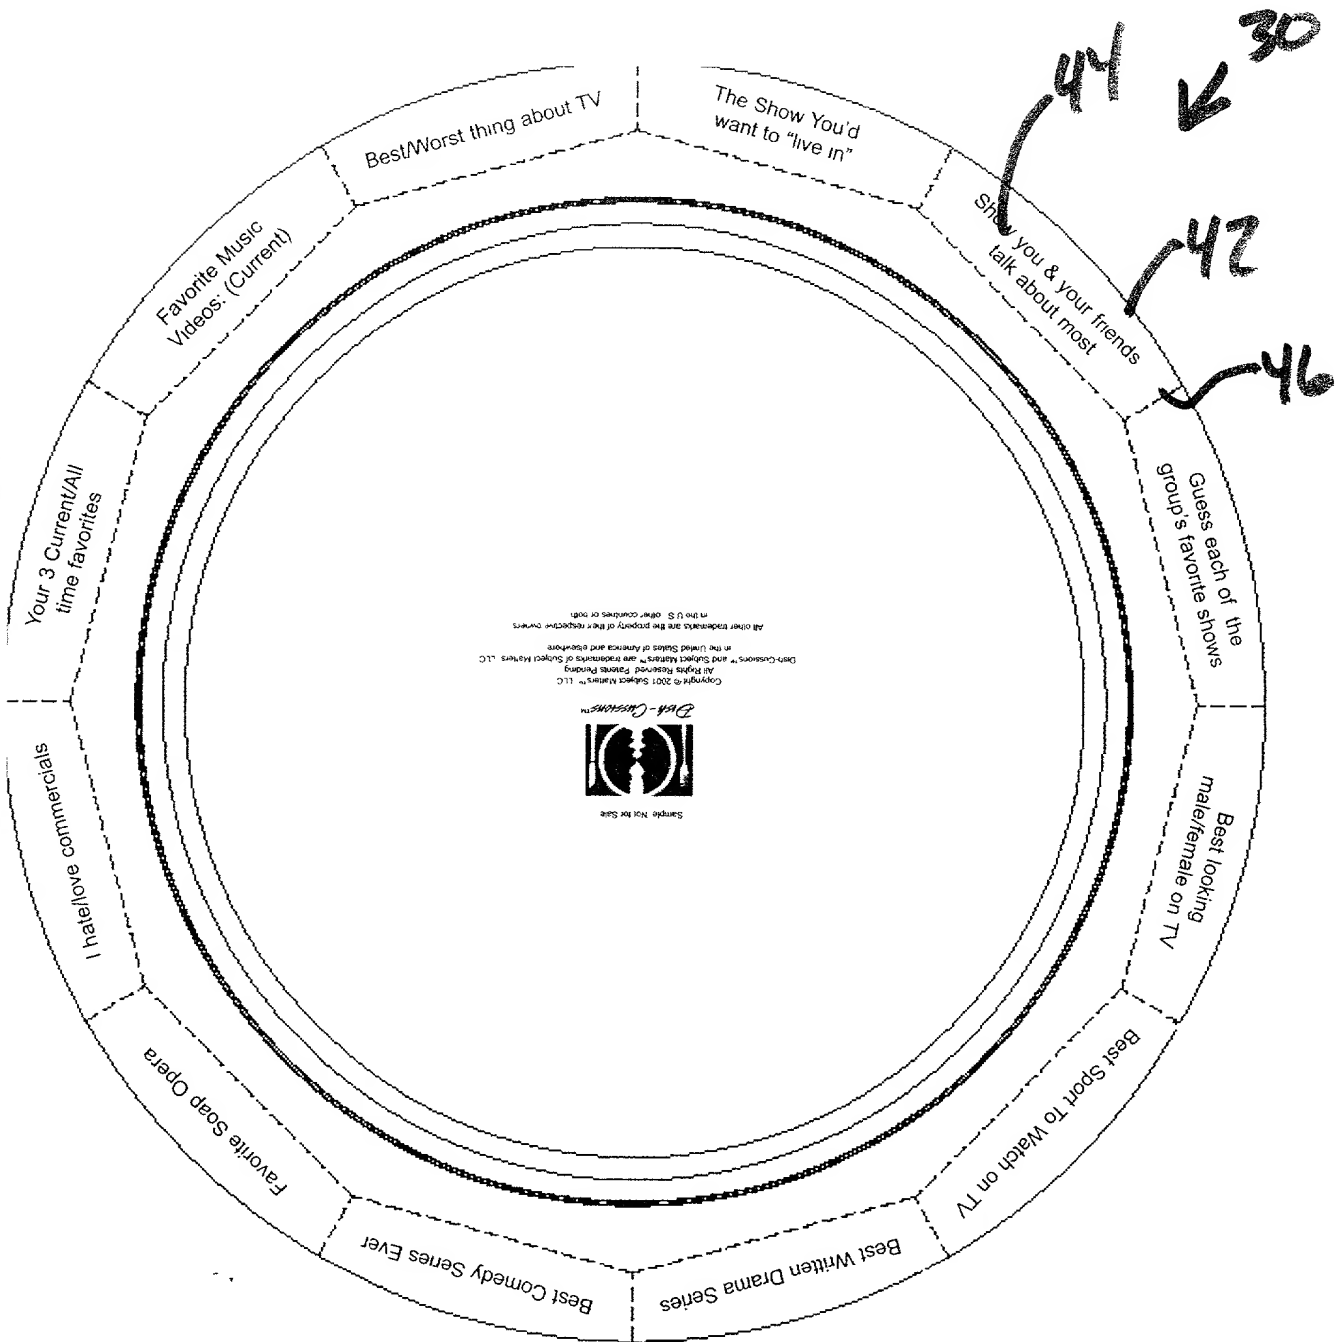 30
44
42
46
The Show You'd
want to "live in"
Show you & your friends
talk about most
Guess each of the
group's favorite shows
Best looking
male/female on TV
Best Sport To Watch on TV
Best Written Drama Series
Best Comedy Series Ever
Favorite Soap Opera
I hate/love commercials
Your 3 Current/All
time favorites
Favorite Music
Videos: (Current)
Best/Worst thing about TV
Sample Not for Sale
Dish-Cussions™
Copyright © 2001 Subject Matters™ LLC
All Rights Reserved Patents Pending
Dish-Cussions™ and Subject Matters™ are trademarks of Subject Matters LLC
in the United States of America and elsewhere
All other trademarks are the property of their respective owners
in the U S other countries or both